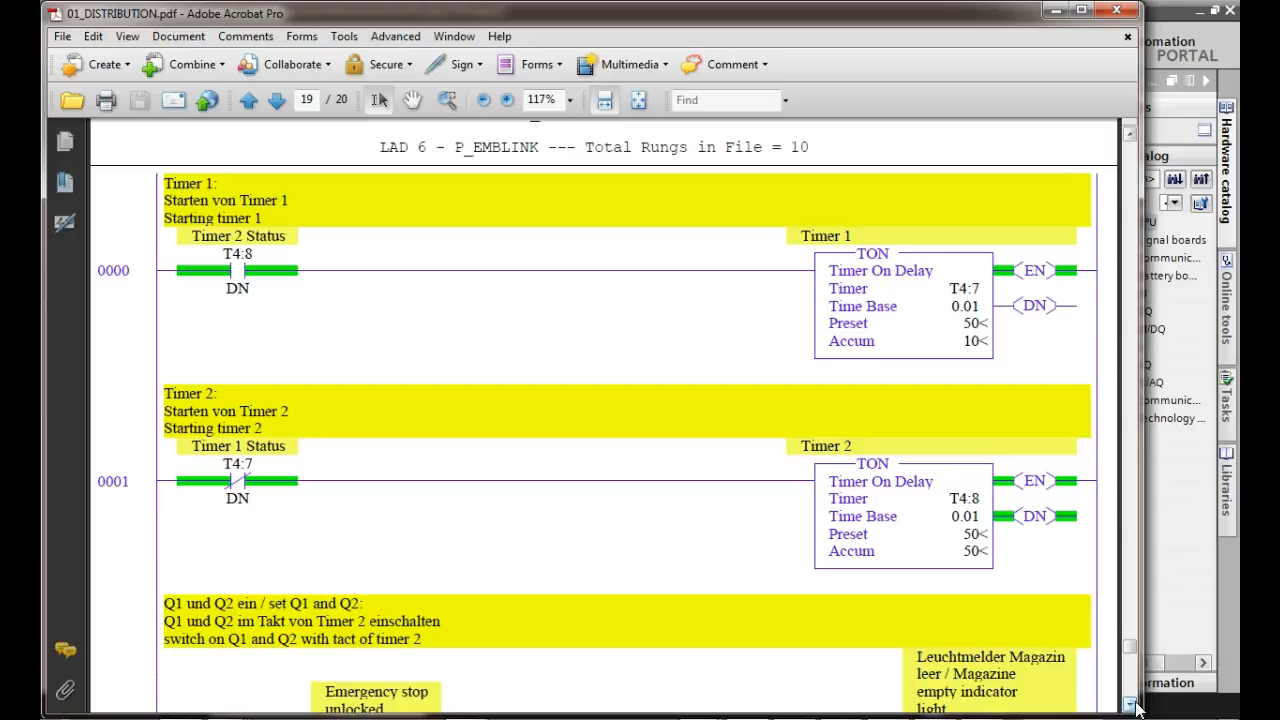 01_DISTRIBUTION.pdf - Adobe Acrobat Pro
File Edit View Document Comments Forms Tools Advanced Window Help
Create Combine Collaborate Secure Sign Forms Multimedia Comment
19 / 20 117% Find
LAD 6 - P_EMBLINK --- Total Rungs in File = 10
Timer 1:
Starten von Timer 1
Starting timer 1
Timer 2 Status
T4:8
DN
0000
Timer 1
TON
Timer On Delay
Timer T4:7
Time Base 0.01
Preset 50<
Accum 10<
EN
DN
Timer 2:
Starten von Timer 2
Starting timer 2
Timer 1 Status
T4:7
DN
0001
Timer 2
TON
Timer On Delay
Timer T4:8
Time Base 0.01
Preset 50<
Accum 50<
EN
DN
Q1 und Q2 ein / set Q1 and Q2:
Q1 und Q2 im Takt von Timer 2 einschalten
switch on Q1 and Q2 with tact of timer 2
Emergency stop
unlocked
Leuchtmelder Magazin
leer / Magazine
empty indicator
light
omation
PORTAL
s
alog
PU
gnal boards
ommunic...
attery bo...
Q
I/DQ
I/AQ
ommunic...
echnology ...
rmation
Hardware catalog
Online tools
Tasks
Libraries